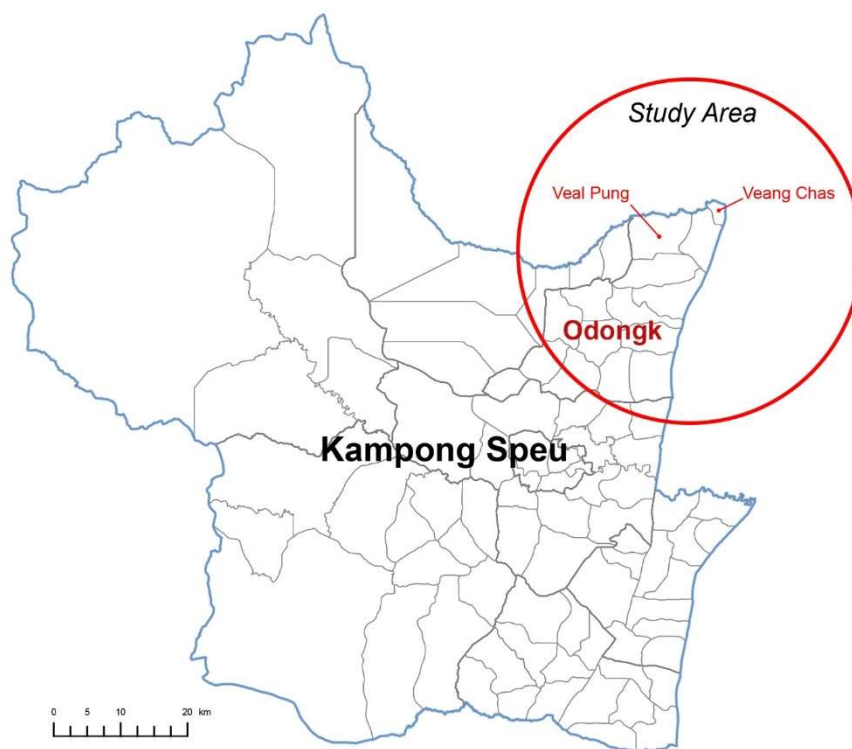 Study Area
Veal Pung
Veang Chas
Odongk
Kampong Speu
0 5 10 20 km